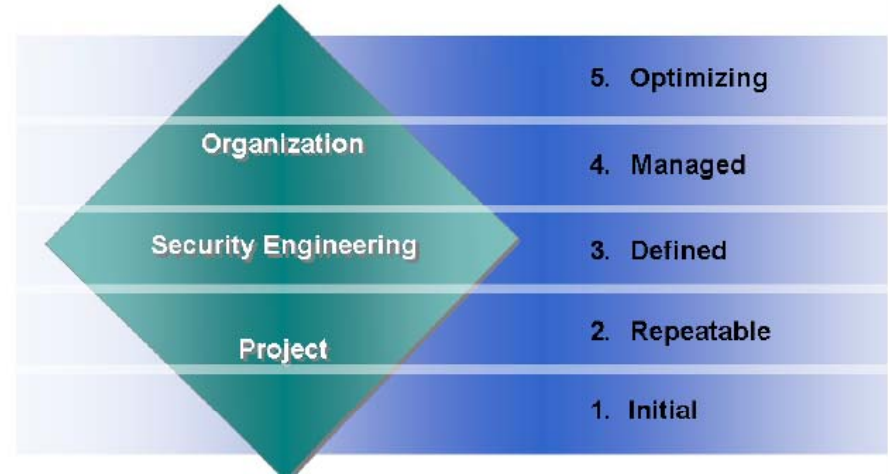 5. Optimizing
Organization
4. Managed
Security Engineering
3. Defined
2. Repeatable
Project
1. Initial